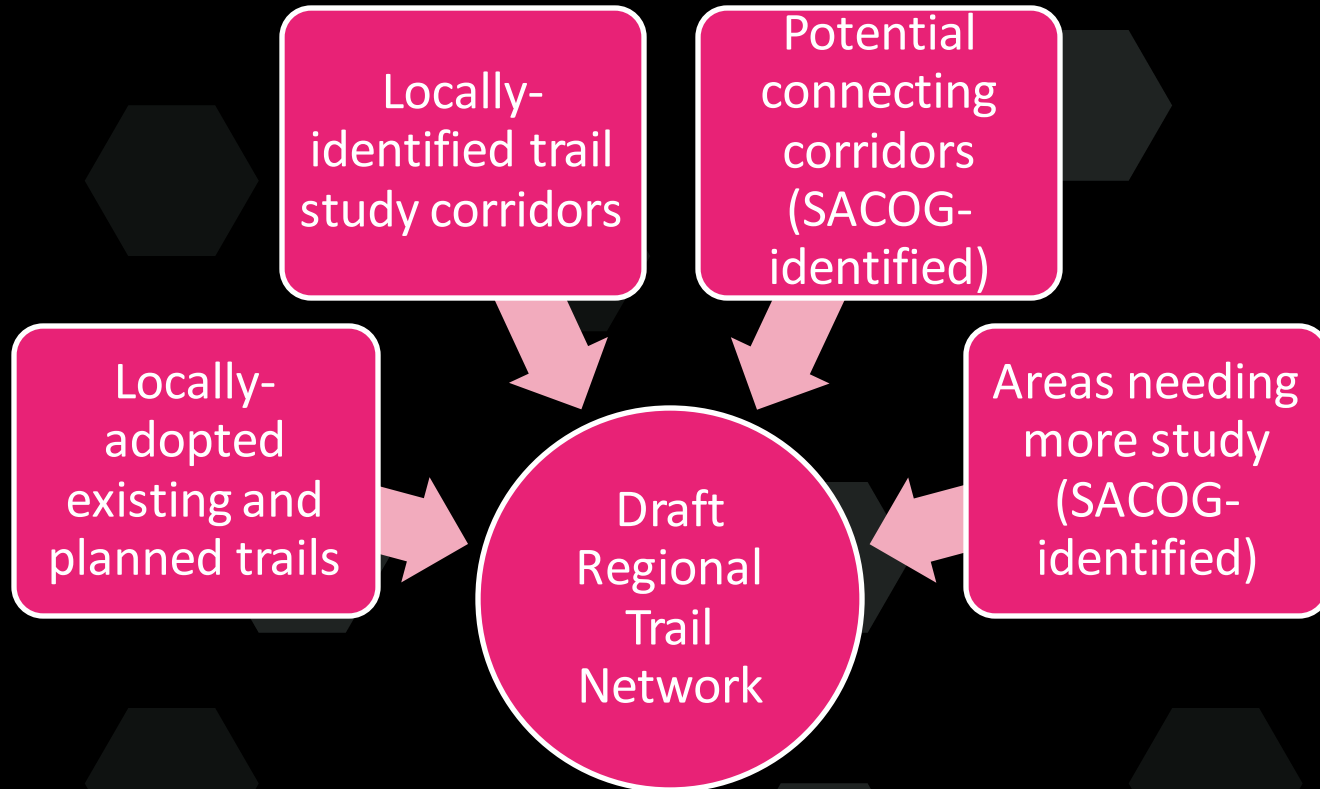 Locally-
adopted
existing and
planned trails
Locally-
identified trail
study corridors
Potential
connecting
corridors
(SACOG-
identified)
Areas needing
more study
(SACOG-
identified)
Draft
Regional
Trail
Network